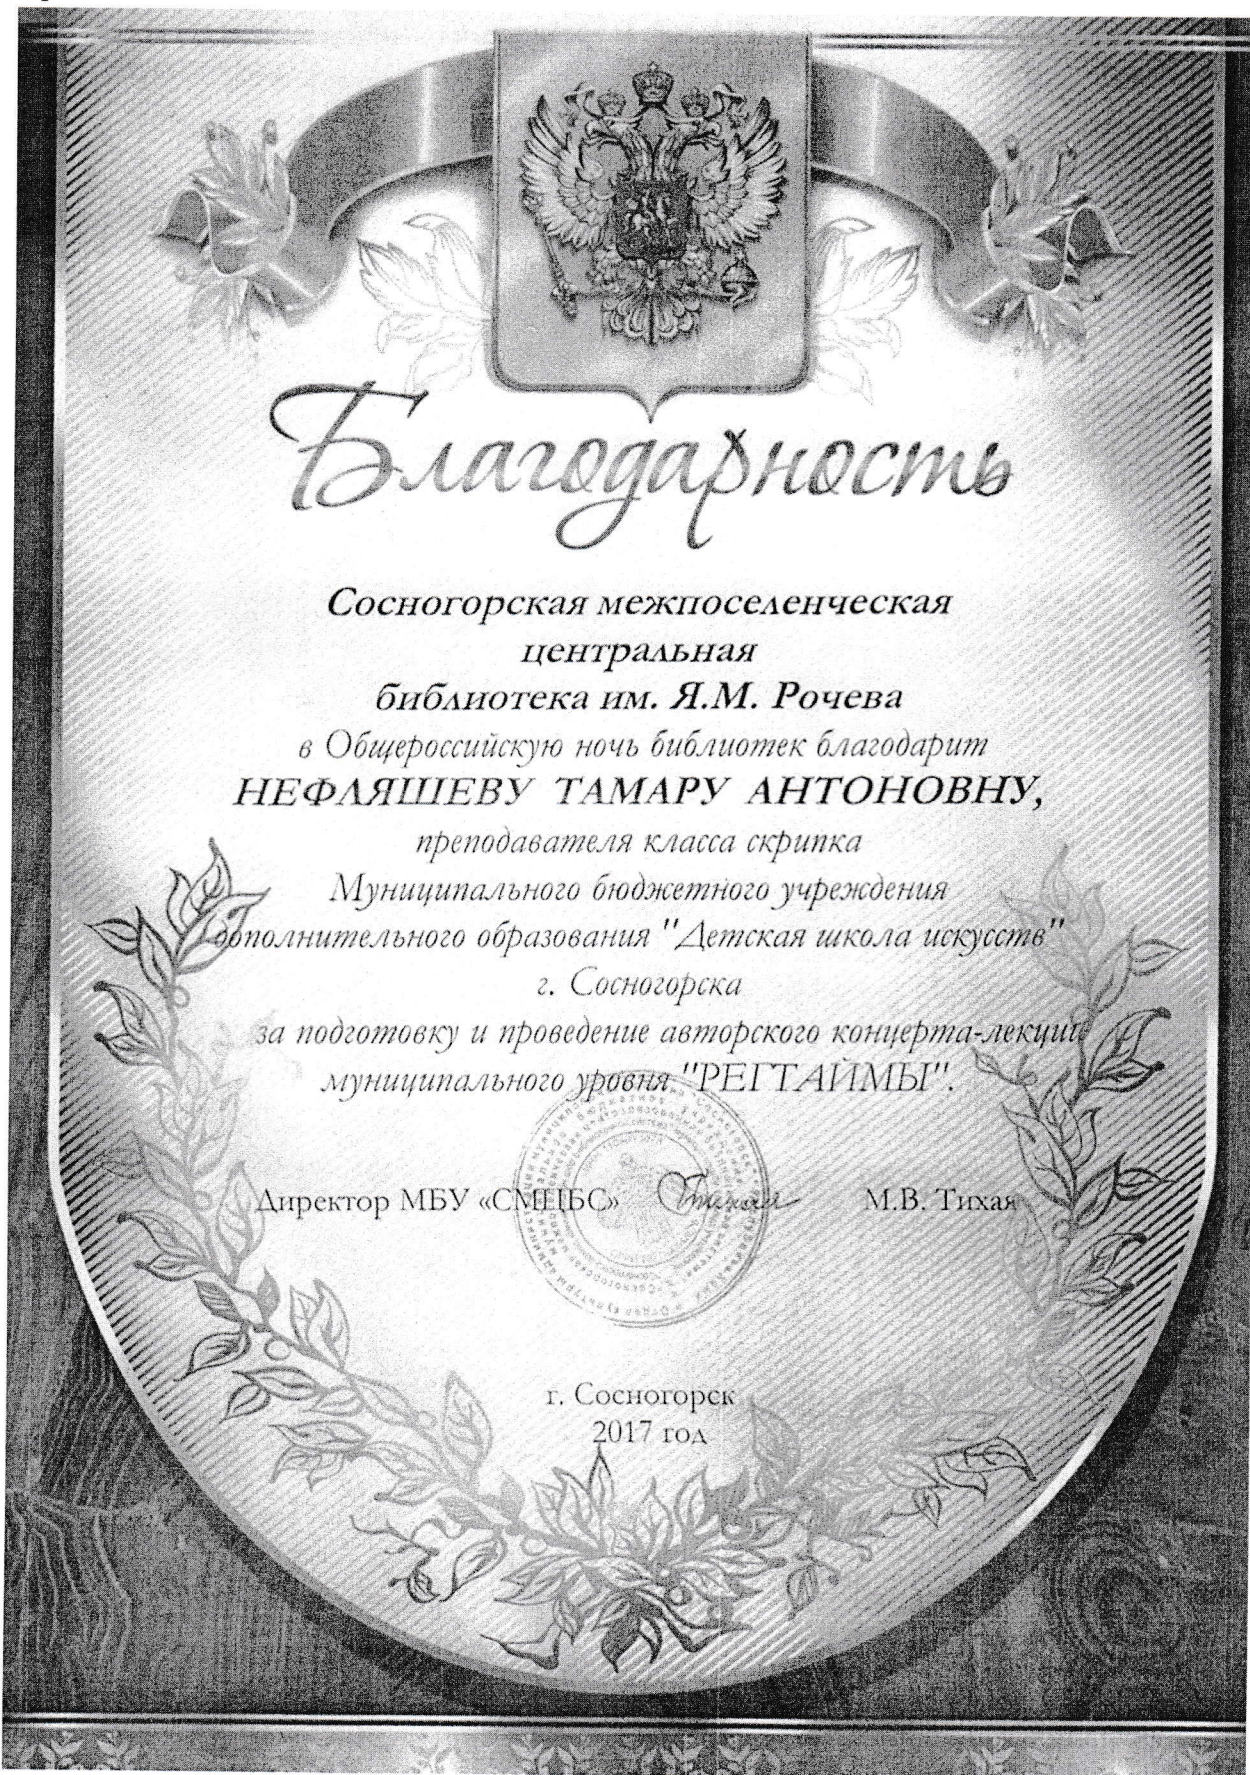 Благодарность
Сосногорская межпоселенческая
центральная
библиотека им. Я.М. Рочева
в Общероссийскую ночь библиотек благодарит
НЕФЛЯШЕВУ ТАМАРУ АНТОНОВНУ,
преподавателя класса скрипка
Муниципального бюджетного учреждения
дополнительного образования "Детская школа искусств"
г. Сосногорска
за подготовку и проведение авторского концерта-лекции
муниципального уровня "РЕГТАЙМЫ".
Директор МБУ «СМЦБС» М.В. Тихая
г. Сосногорск
2017 год